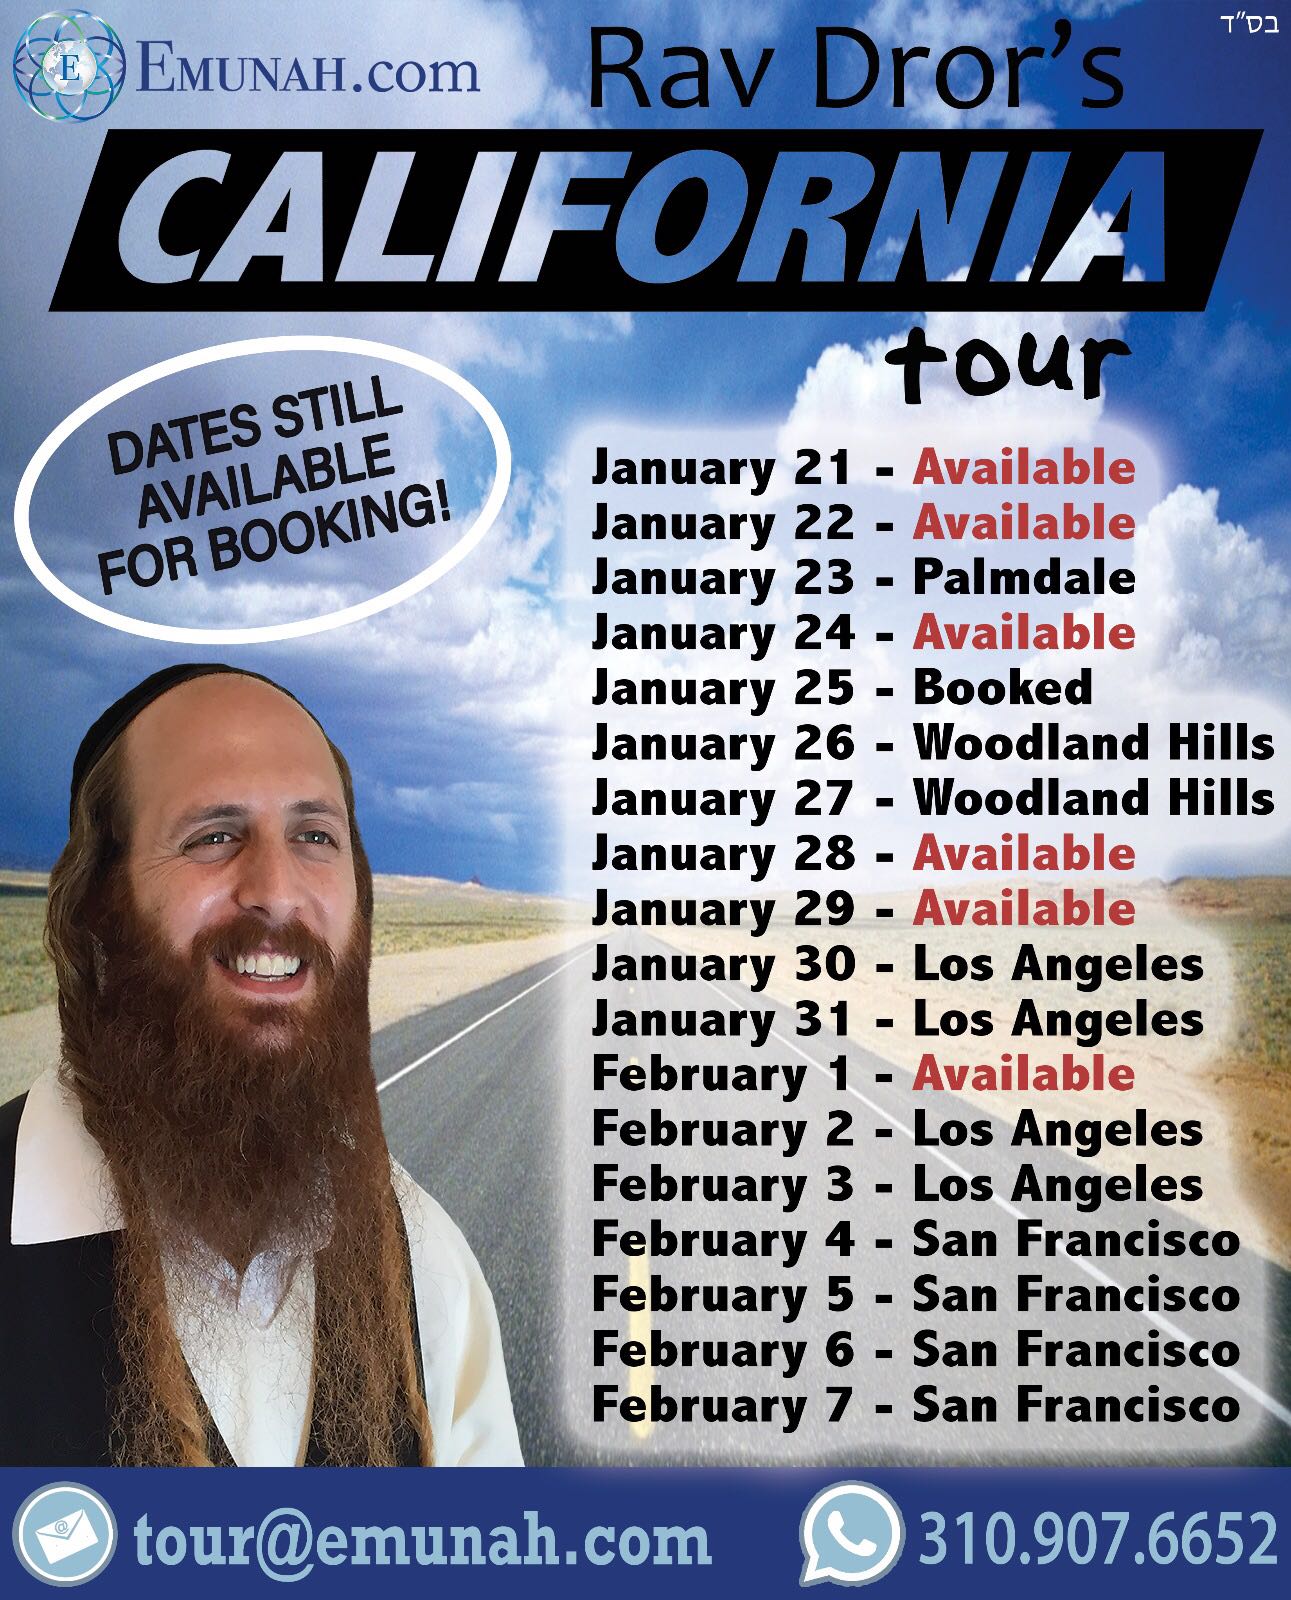 בס"ד
E
EMUNAH.com
Rav Dror's
CALIFORNIA
tour
DATES STILL
AVAILABLE
FOR BOOKING!
January 21 - Available
January 22 - Available
January 23 - Palmdale
January 24 - Available
January 25 - Booked
January 26 - Woodland Hills
January 27 - Woodland Hills
January 28 - Available
January 29 - Available
January 30 - Los Angeles
January 31 - Los Angeles
February 1 - Available
February 2 - Los Angeles
February 3 - Los Angeles
February 4 - San Francisco
February 5 - San Francisco
February 6 - San Francisco
February 7 - San Francisco
@
tour@emunah.com
310.907.6652